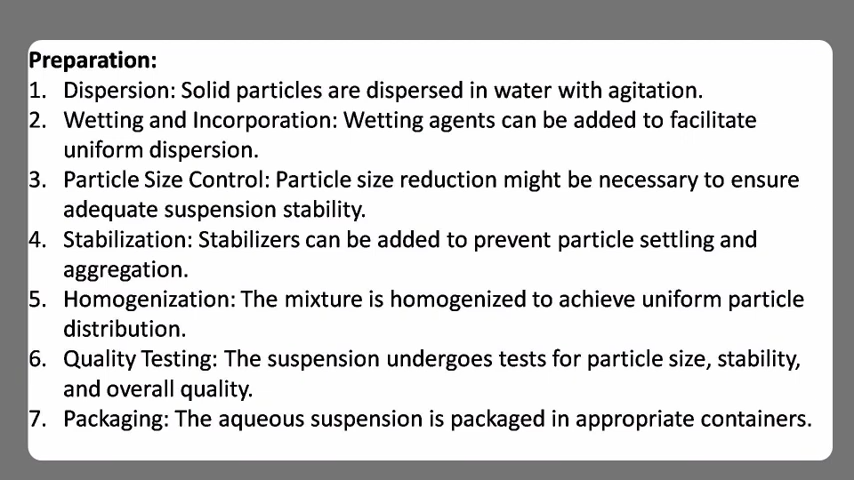 Preparation:
1. Dispersion: Solid particles are dispersed in water with agitation.
2. Wetting and Incorporation: Wetting agents can be added to facilitate
uniform dispersion.
3. Particle Size Control: Particle size reduction might be necessary to ensure
adequate suspension stability.
4. Stabilization: Stabilizers can be added to prevent particle settling and
aggregation.
5. Homogenization: The mixture is homogenized to achieve uniform particle
distribution.
6. Quality Testing: The suspension undergoes tests for particle size, stability,
and overall quality.
7. Packaging: The aqueous suspension is packaged in appropriate containers.